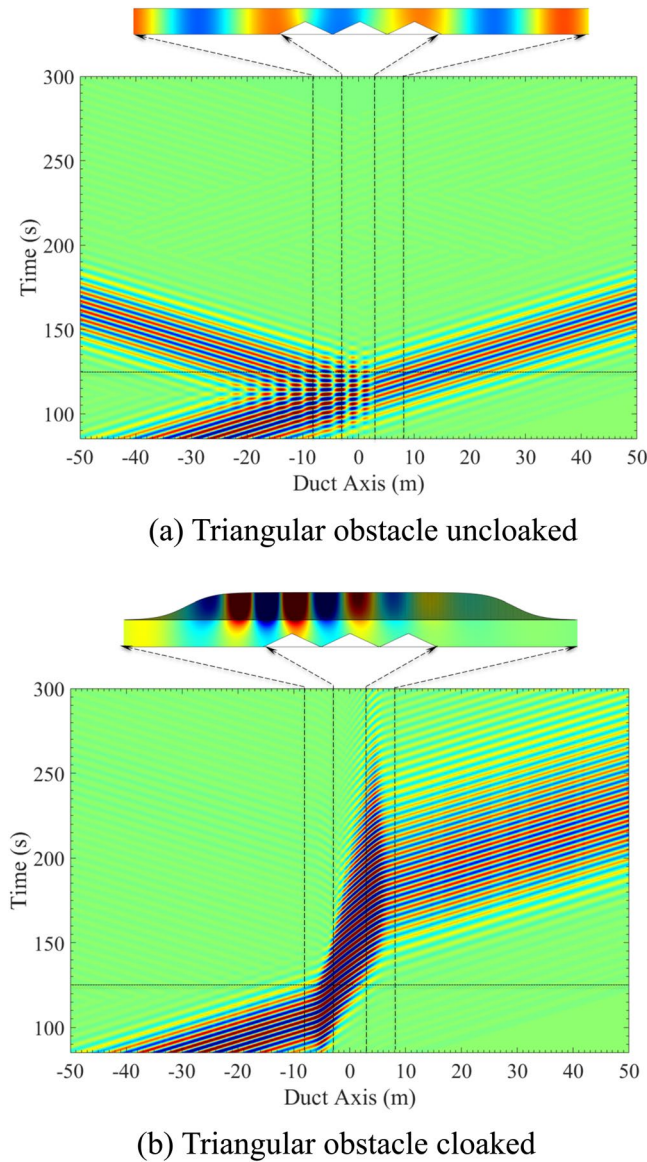 300
250
200
150
100
Time (s)
-50 -40 -30 -20 -10 0 10 20 30 40 50
Duct Axis (m)
(a) Triangular obstacle uncloaked
300
250
200
150
100
Time (s)
-50 -40 -30 -20 -10 0 10 20 30 40 50
Duct Axis (m)
(b) Triangular obstacle cloaked